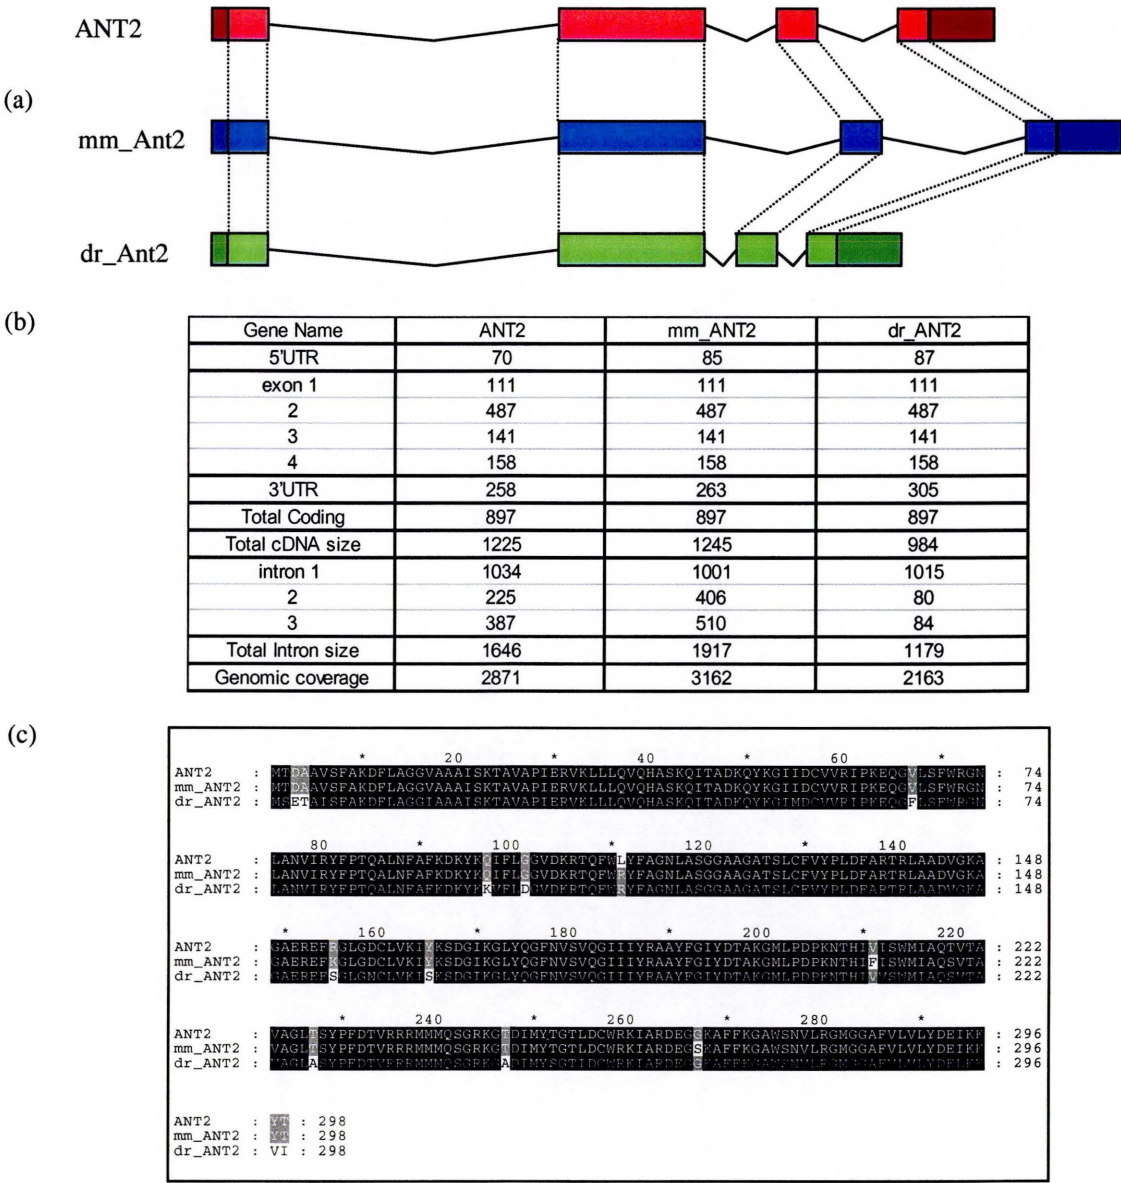 ANT2
(a)
mm_Ant2
dr_Ant2
(b)
Gene Name ANT2 mm_ANT2 dr_ANT2
5'UTR 70 85 87
exon 1 111 111 111
2 487 487 487
3 141 141 141
4 158 158 158
3'UTR 258 263 305
Total Coding 897 897 897
Total cDNA size 1225 1245 984
intron 1 1034 1001 1015
2 225 406 80
3 387 510 84
Total Intron size 1646 1917 1179
Genomic coverage 2871 3162 2163
(c)
* 20 * 40 * 60 *
ANT2 : MTDAAVSFAKDFLAGGVAAAISKTAVAPIERVKLLLQVQHASKQITADKQYKGIIDCVVRIPKEQGVLSFWRGN : 74
mm_ANT2 : MTDAAVSFAKDFLAGGVAAAISKTAVAPIERVKLLLQVQHASKQITADKQYKGIIDCVVRIPKEQGVLSFWRGN : 74
dr_ANT2 : MSETAISFAKDFLAGGIAAAISKTAVAPIERVKLLLQVQHASKQITADKQYKGIMDCVVRIPKEQGFLSFWRGN : 74
80 * 100 * 120 * 140
ANT2 : LANVIRYFPTQALNFAFKDKYKQIFLGGVDKRTQFWLYFAGNLASGGAAGATSLCFVYPLDFARTRLAADVGKA : 148
mm_ANT2 : LANVIRYFPTQALNFAFKDKYKQIFLGGVDKRTQFWRYFAGNLASGGAAGATSLCFVYPLDFARTRLAADVGKA : 148
dr_ANT2 : LANVIRYFPTQALNFAFKDKYKKVFLDGVDKRTQFWRYFAGNLASGGAAGATSLCFVYPLDFARTRLAADVGKA : 148
* 160 * 180 * 200 * 220
ANT2 : GAEREFRGLGDCLVKIYKSDGIKGLYQGFNVSVQGIIIYRAAYFGIYDTAKGMLPDPKNTHIVISWMIAQTVTA : 222
mm_ANT2 : GAEREFKGLGDCLVKIYKSDGIKGLYQGFNVSVQGIIIYRAAYFGIYDTAKGMLPDPKNTHIFISWMIAQSVTA : 222
dr_ANT2 : GAEREFSGLGNCLVKISKSDGIKGLYQGFNVSVQGIIIYRAAYFGIYDTAKGMLPDPKNTHIVVSWMIAQSVTA : 222
* 240 * 260 * 280 *
ANT2 : VAGLTSYPFDTVRRRMMMQSGRKGTDIMYTGTLDCWRKIARDEGGKAFFKGAWSNVLRGMGGAFVLVLYDEIKK : 296
mm_ANT2 : VAGLTSYPFDTVRRRMMMQSGRKGTDIMYTGTLDCWRKIARDEGSKAFFKGAWSNVLRGMGGAFVLVLYDEIKK : 296
dr_ANT2 : VAGLASYPFDTVRRRMMMQSGRKGADIMYSGTIDCWRKIARDEGGKAFFKGAWSNVLRGMGGAFVLVLYDEIKK : 296
ANT2 : YT : 298
mm_ANT2 : YT : 298
dr_ANT2 : VI : 298